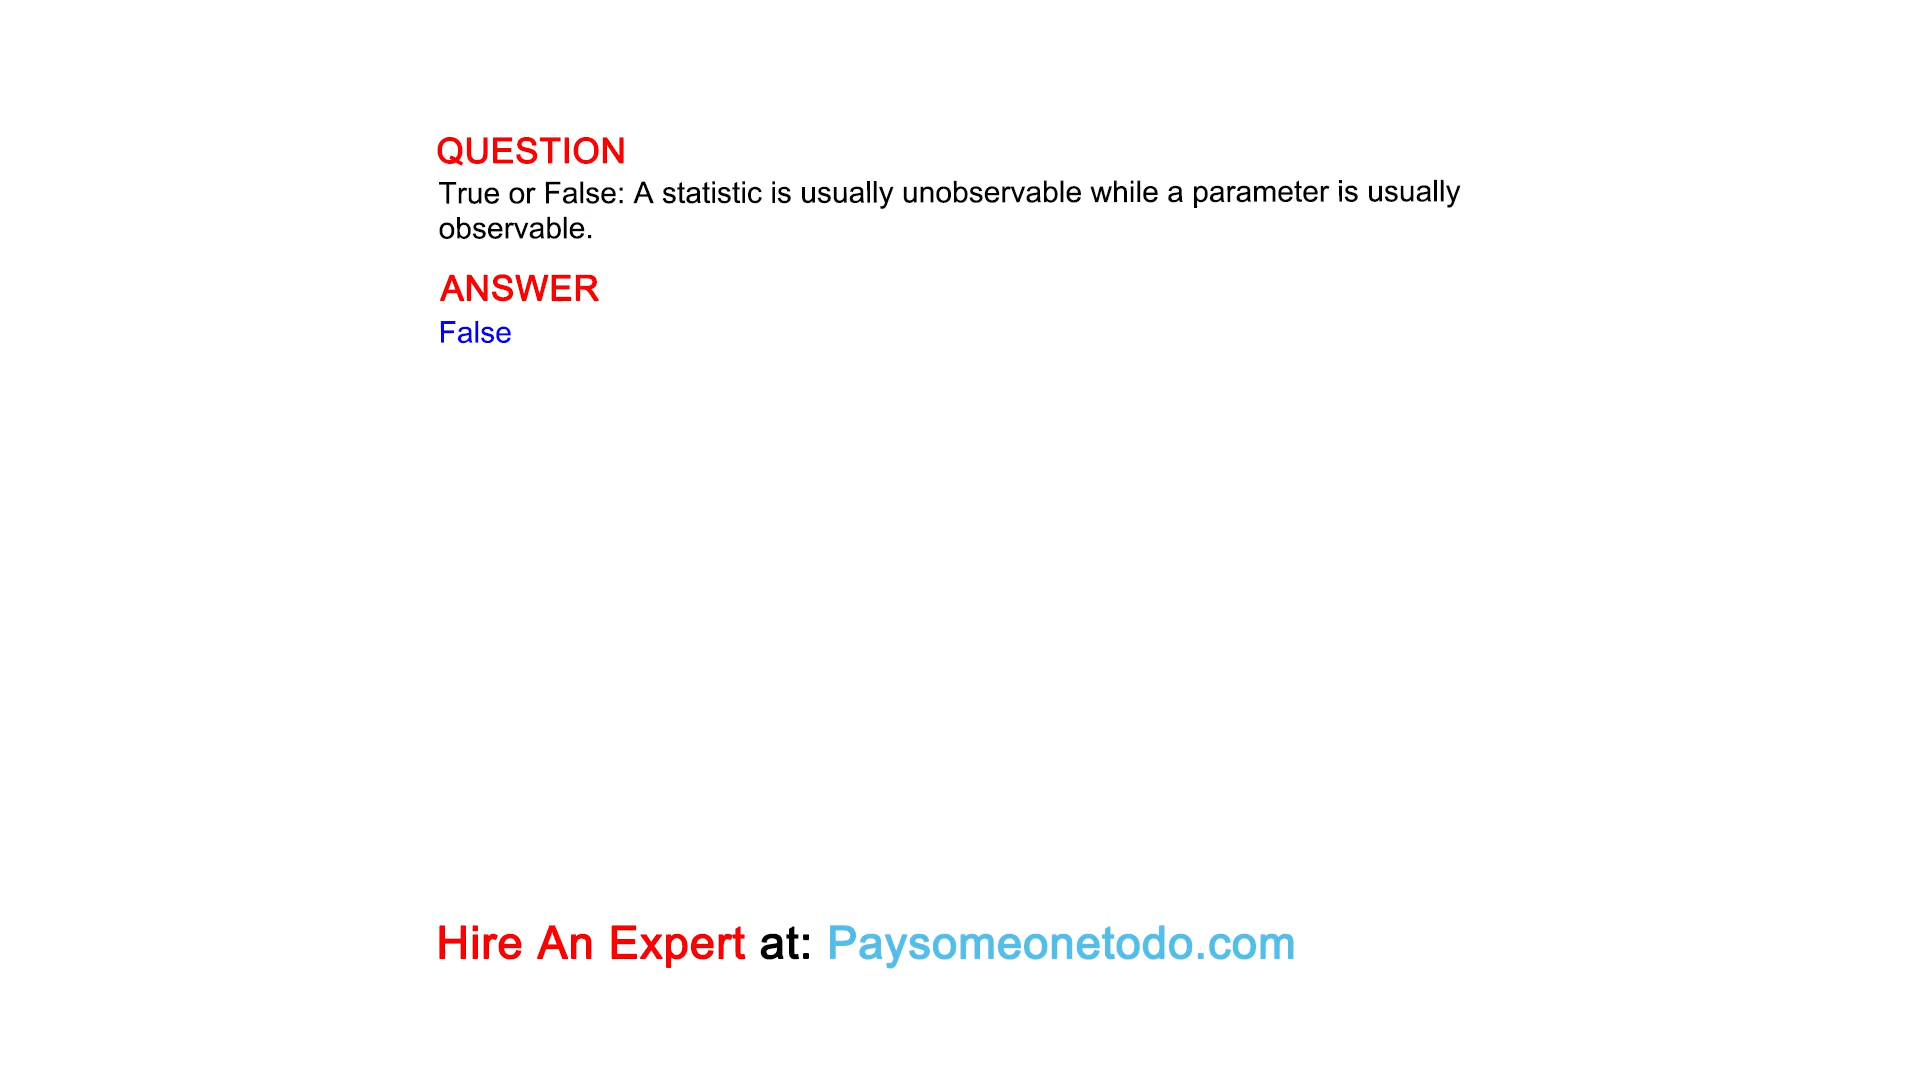 QUESTION
True or False: A statistic is usually unobservable while a parameter is usually
observable.
ANSWER
False
Hire An Expert at: Paysomeonetodo.com